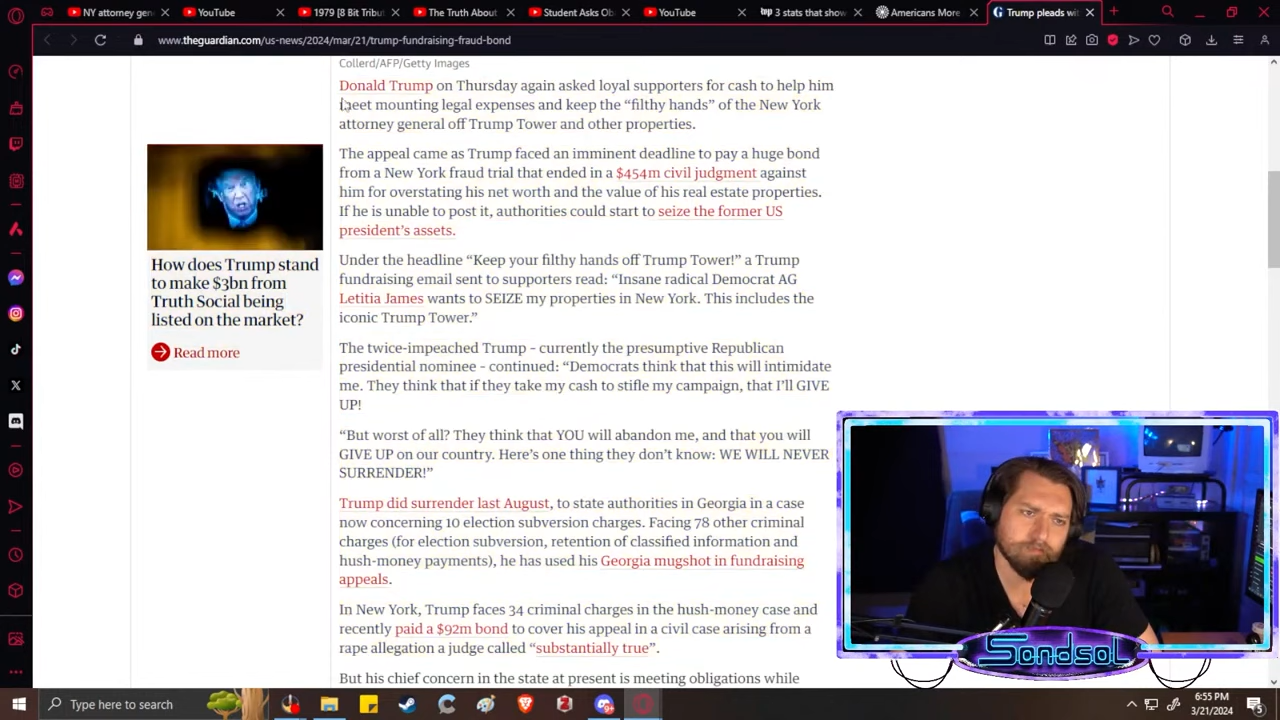 NY attorney gen
YouTube
1979 [8 Bit Tribut
The Truth About
Student Asks Ob
YouTube
3 stats that show
Americans More
Trump pleads wi
www.theguardian.com/us-news/2024/mar/21/trump-fundraising-fraud-bond
Collerd/AFP/Getty Images
Donald Trump on Thursday again asked loyal supporters for cash to help him
meet mounting legal expenses and keep the “filthy hands” of the New York
attorney general off Trump Tower and other properties.
The appeal came as Trump faced an imminent deadline to pay a huge bond
from a New York fraud trial that ended in a $454m civil judgment against
him for overstating his net worth and the value of his real estate properties.
If he is unable to post it, authorities could start to seize the former US
president’s assets.
How does Trump stand
to make $3bn from
Truth Social being
listed on the market?
Read more
Under the headline “Keep your filthy hands off Trump Tower!” a Trump
fundraising email sent to supporters read: “Insane radical Democrat AG
Letitia James wants to SEIZE my properties in New York. This includes the
iconic Trump Tower.”
The twice-impeached Trump – currently the presumptive Republican
presidential nominee – continued: “Democrats think that this will intimidate
me. They think that if they take my cash to stifle my campaign, that I’ll GIVE
UP!
“But worst of all? They think that YOU will abandon me, and that you will
GIVE UP on our country. Here’s one thing they don’t know: WE WILL NEVER
SURRENDER!”
Trump did surrender last August, to state authorities in Georgia in a case
now concerning 10 election subversion charges. Facing 78 other criminal
charges (for election subversion, retention of classified information and
hush-money payments), he has used his Georgia mugshot in fundraising
appeals.
In New York, Trump faces 34 criminal charges in the hush-money case and
recently paid a $92m bond to cover his appeal in a civil case arising from a
rape allegation a judge called “substantially true”.
But his chief concern in the state at present is meeting obligations while
Sondsol
Type here to search
6:55 PM
3/21/2024
5